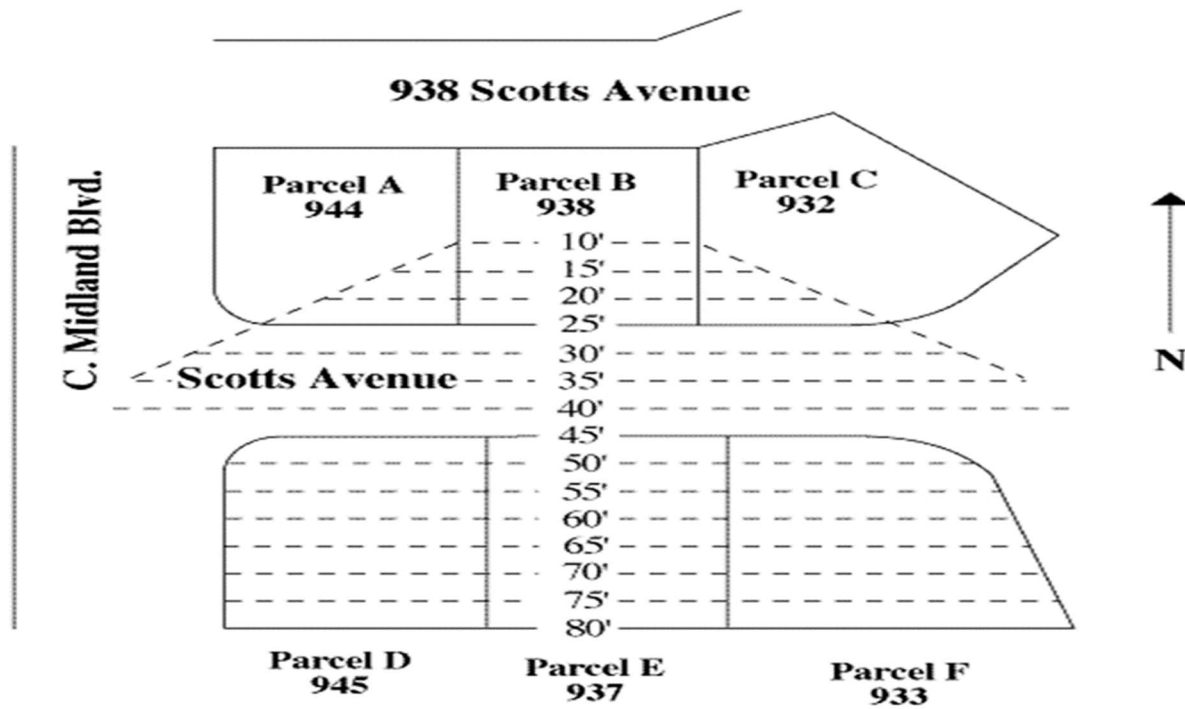 938 Scotts Avenue
C. Midland Blvd.
Parcel A
944
Parcel B
938
Parcel C
932
10'
15'
20'
25'
30'
Scotts Avenue
35'
40'
45'
50'
55'
60'
65'
70'
75'
80'
N
Parcel D
945
Parcel E
937
Parcel F
933